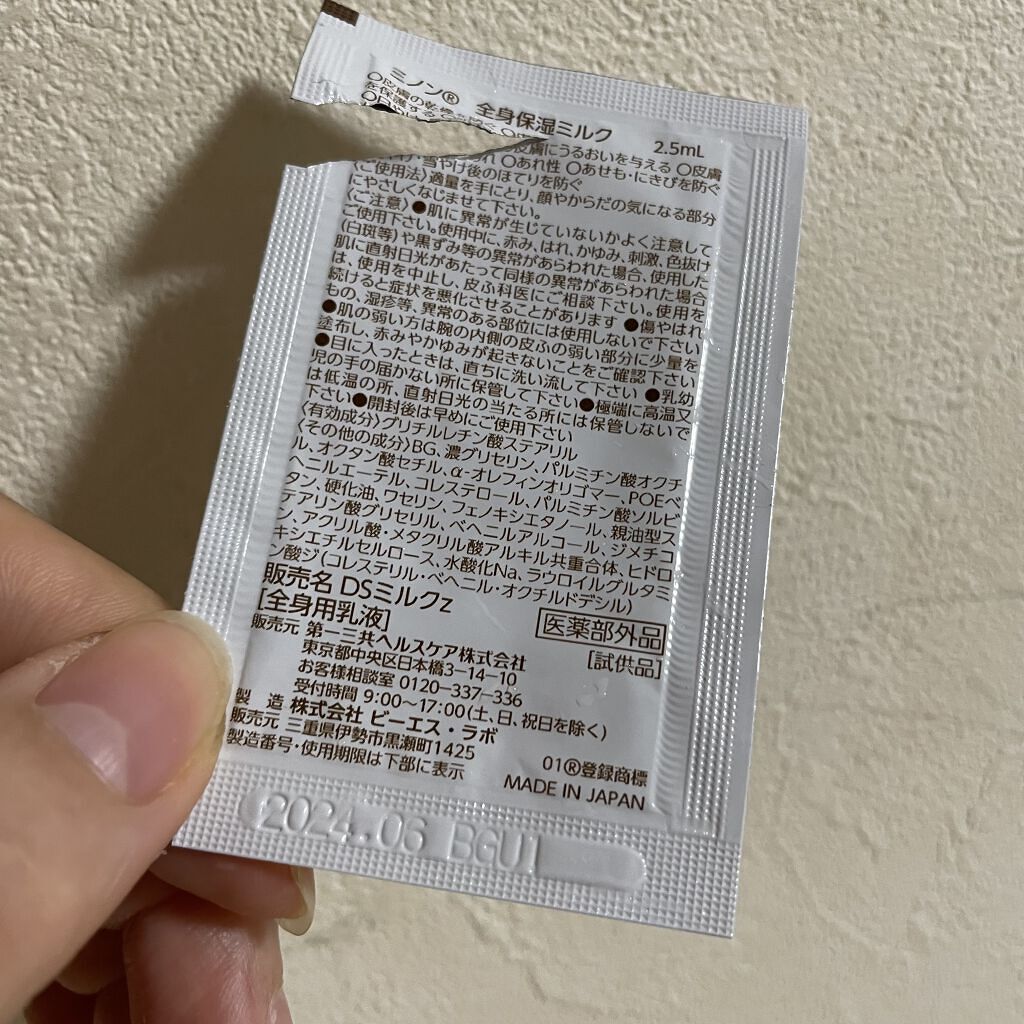 ミノン® 全身保湿ミルク 2.5mL
○皮膚の乾燥を
を保護する
皮膚にうるおいを与える ○皮膚
○あれ性 ○あせも・にきびを防ぐ
・雪やけ後のほてりを防ぐ
〈ご使用法〉適量を手にとり、顔やからだの気になる部分
にやさしくなじませて下さい。
〈ご注意〉●肌に異常が生じていないかよく注意して
ご使用下さい。使用中に、赤み、はれ、かゆみ、刺激、色抜け
(白斑等)や黒ずみ等の異常があらわれた場合、使用した
肌に直射日光があたって同様の異常があらわれた場合
は、使用を中止し、皮ふ科医にご相談下さい。使用を
続けると症状を悪化させることがあります ●傷やはれ
もの、湿疹等、異常のある部位には使用しないで下さい
●肌の弱い方は腕の内側の皮ふの弱い部分に少量を
塗布し、赤みやかゆみが起きないことをご確認下さい
●目に入ったときは、直ちに洗い流して下さい ●乳幼
児の手の届かない所に保管して下さい●極端に高温又
は低温の所、直射日光の当たる所には保管しないで
下さい●開封後は早めにご使用下さい
〈有効成分〉グリチルレチン酸ステアリル
〈その他の成分〉BG、濃グリセリン、パルミチン酸オクチ
ル、オクタン酸セチル、α-オレフィンオリゴマー、POEベ
ヘニルエーテル、コレステロール、パルミチン酸ソルビ
タン、硬化油、ワセリン、フェノキシエタノール、親油型ス
テアリン酸グリセリル、ベヘニルアルコール、ジメチコ
ン、アクリル酸・メタクリル酸アルキル共重合体、ヒドロ
キシエチルセルロース、水酸化Na、ラウロイルグルタミ
ン酸ジ(コレステリル・ベヘニル・オクチルドデシル)
販売名 DSミルクz
[全身用乳液] 医薬部外品
販売元 第一三共ヘルスケア株式会社 [試供品]
東京都中央区日本橋3-14-10
お客様相談室 0120-337-336
受付時間 9:00~17:00(土、日、祝日を除く)
製 造 株式会社 ビーエス・ラボ
販売元 三重県伊勢市黒瀬町1425
製造番号・使用期限は下部に表示
01®登録商標
MADE IN JAPAN
2024.06 BGU1